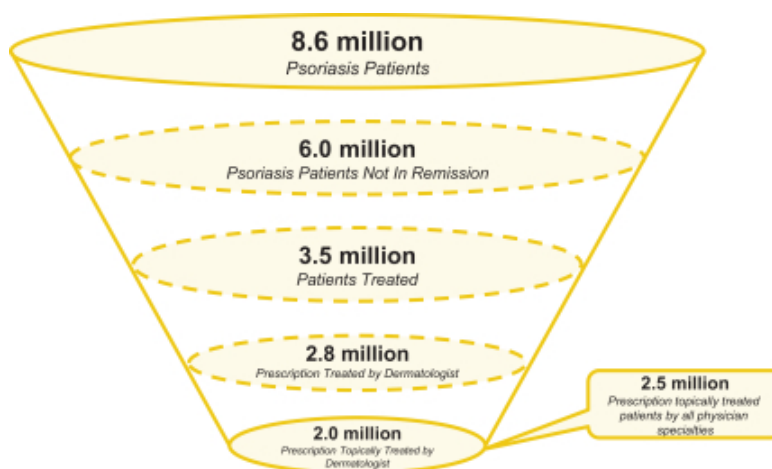 8.6 million
Psoriasis Patients
6.0 million
Psoriasis Patients Not In Remission
3.5 million
Patients Treated
2.8 million
Prescription Treated by Dermatologist
2.5 million
Prescription topically treated
patients by all physician
specialties
2.0 million
Prescription Topically Treated by
Dermatologist